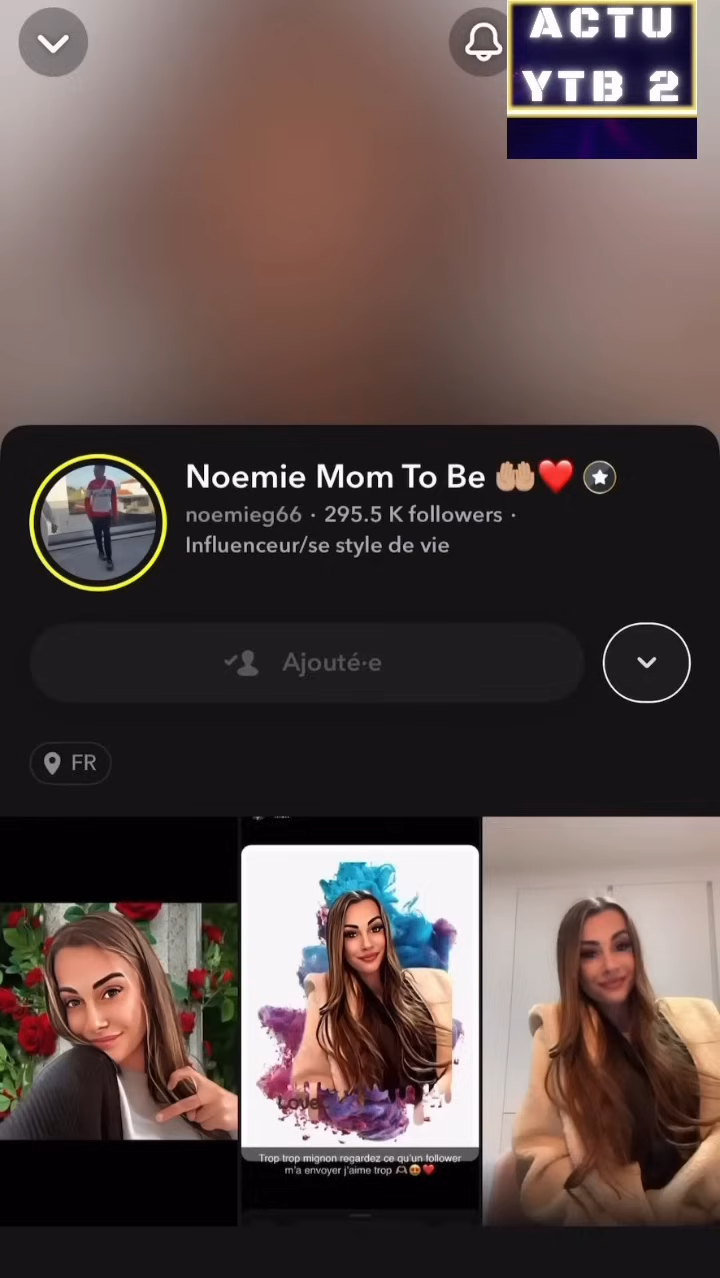 ACTU
YTB 2
Noemie Mom To Be 🤲🏼❤️
noemieg66 · 295.5 K followers ·
Influenceur/se style de vie
Ajouté·e
FR
Love
Trop trop mignon regardez ce qu'un follower
m'a envoyer j'aime trop 🫶🏼😍❤️